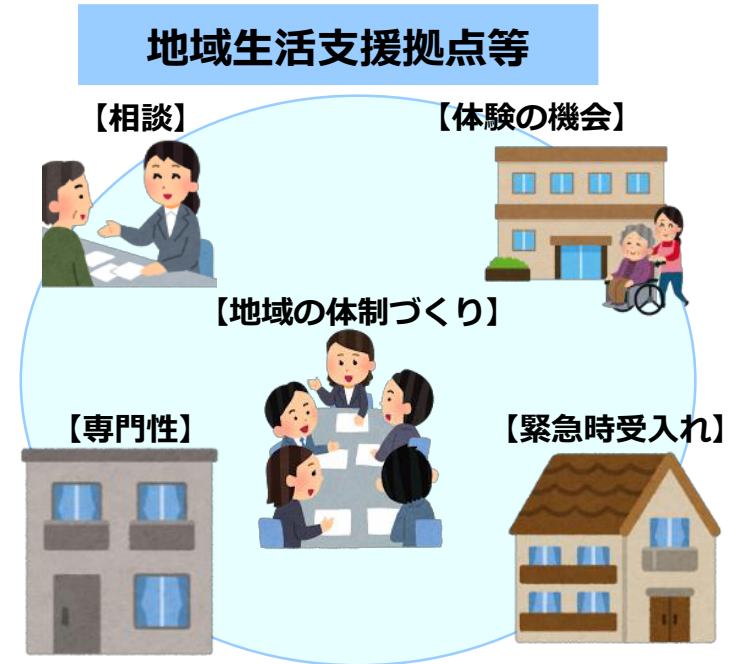 地域生活支援拠点等
【相談】
【体験の機会】
【地域の体制づくり】
【専門性】
【緊急時受入れ】